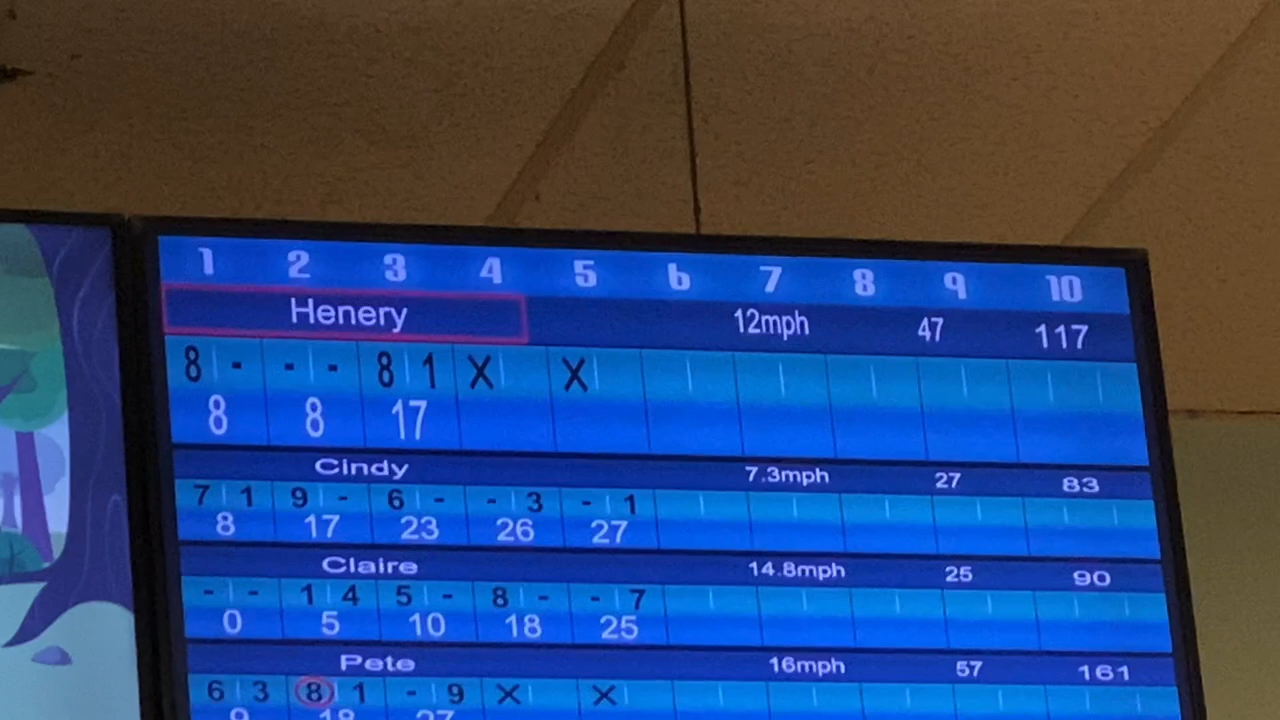 1 2 3 4 5 6 7 8 9 10
Henery 12mph 47 117
8 - - - 8 1 X X
8 8 17
Cindy 7.3mph 27 83
7 1 9 - 6 - - 3 - 1
8 17 23 26 27
Claire 14.8mph 25 90
- - 1 4 5 - 8 - - 7
0 5 10 18 25
Pete 16mph 57 161
6 3 8 1 - 9 X X
9 18 27